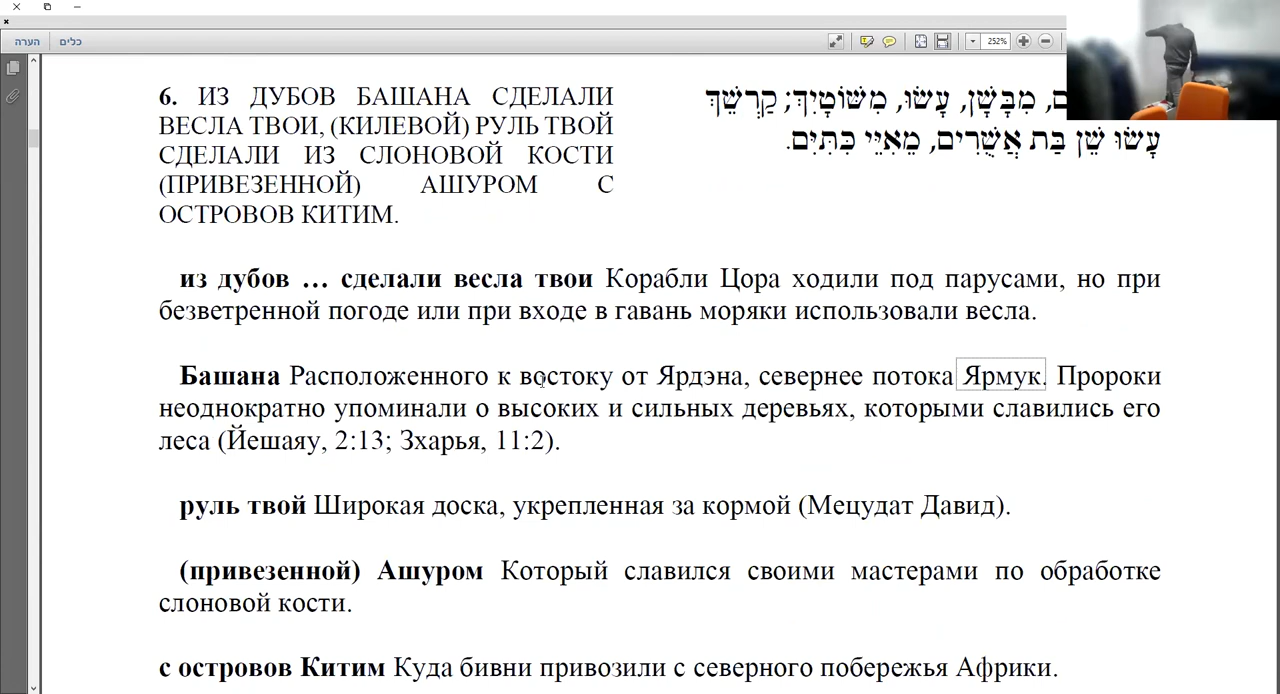 הערה
כלים
252%
6. ИЗ ДУБОВ БАШАНА СДЕЛАЛИ
ВЕСЛА ТВОИ, (КИЛЕВОЙ) РУЛЬ ТВОЙ
СДЕЛАЛИ ИЗ СЛОНОВОЙ КОСТИ
(ПРИВЕЗЕННОЙ) АШУРОМ С
ОСТРОВОВ КИТИМ.
מִבָּשָׁן, עָשׂוּ, מִשּׁוֹטָיִךְ; קַרְשֵׁךְ
עָשׂוּ שֵׁן בַּת אֲשֻׁרִים, מֵאִיֵּי כִּתִּיִּם.
из дубов … сделали весла твои Корабли Цора ходили под парусами, но при
безветренной погоде или при входе в гавань моряки использовали весла.
Башана Расположенного к востоку от Ярдэна, севернее потока Ярмук. Пророки
неоднократно упоминали о высоких и сильных деревьях, которыми славились его
леса (Йешаяу, 2:13; Зхарья, 11:2).
руль твой Широкая доска, укрепленная за кормой (Мецудат Давид).
(привезенной) Ашуром Который славился своими мастерами по обработке
слоновой кости.
с островов Китим Куда бивни привозили с северного побережья Африки.